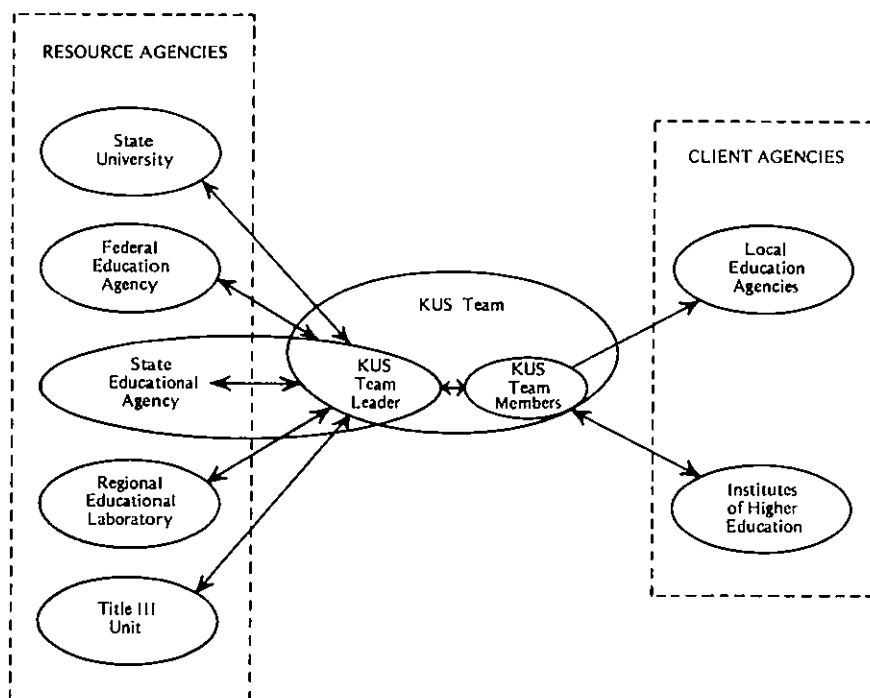 RESOURCE AGENCIES
State
University
Federal
Education
Agency
State
Educational
Agency
Regional
Educational
Laboratory
Title III
Unit
KUS Team
KUS
Team
Leader
KUS
Team
Members
CLIENT AGENCIES
Local
Education
Agencies
Institutes
of Higher
Education